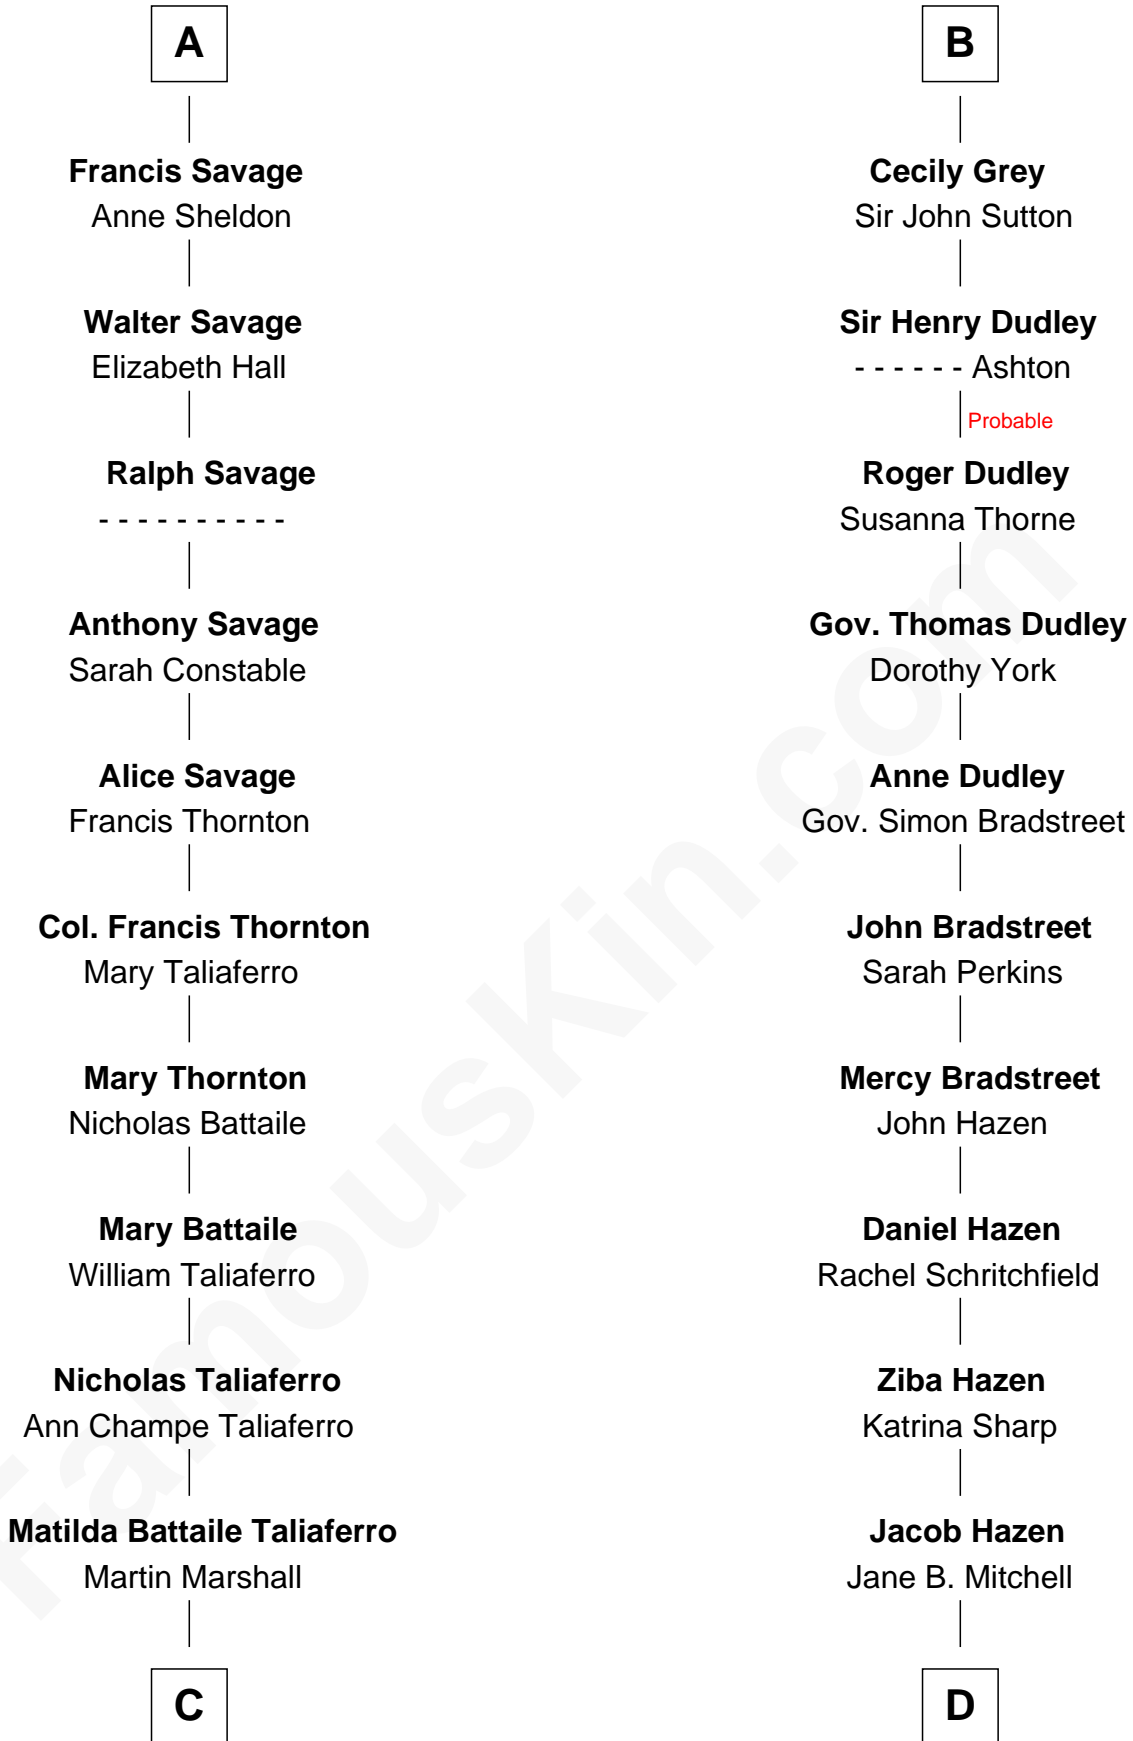 A
Francis Savage
Anne Sheldon
Walter Savage
Elizabeth Hall
Ralph Savage
- - - - - - - - - -
Anthony Savage
Sarah Constable
Alice Savage
Francis Thornton
Col. Francis Thornton
Mary Taliaferro
Mary Thornton
Nicholas Battaile
Mary Battaile
William Taliaferro
Nicholas Taliaferro
Ann Champe Taliaferro
Matilda Battaile Taliaferro
Martin Marshall
C
B
Cecily Grey
Sir John Sutton
Sir Henry Dudley
- - - - - - Ashton
Probable
Roger Dudley
Susanna Thorne
Gov. Thomas Dudley
Dorothy York
Anne Dudley
Gov. Simon Bradstreet
John Bradstreet
Sarah Perkins
Mercy Bradstreet
John Hazen
Daniel Hazen
Rachel Schritchfield
Ziba Hazen
Katrina Sharp
Jacob Hazen
Jane B. Mitchell
D
FamousKin.com